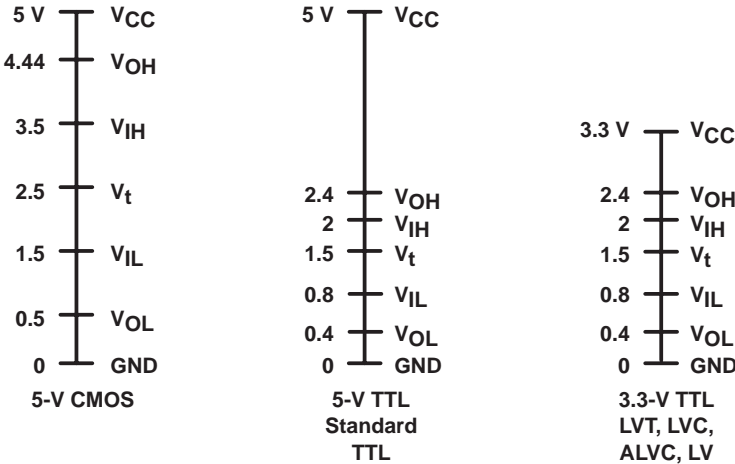 5 V VCC
4.44 VOH
3.5 VIH
2.5 Vt
1.5 VIL
0.5 VOL
0 GND
5-V CMOS
5 V VCC
2.4 VOH
2 VIH
1.5 Vt
0.8 VIL
0.4 VOL
0 GND
5-V TTL
Standard
TTL
3.3 V VCC
2.4 VOH
2 VIH
1.5 Vt
0.8 VIL
0.4 VOL
0 GND
3.3-V TTL
LVT, LVC,
ALVC, LV